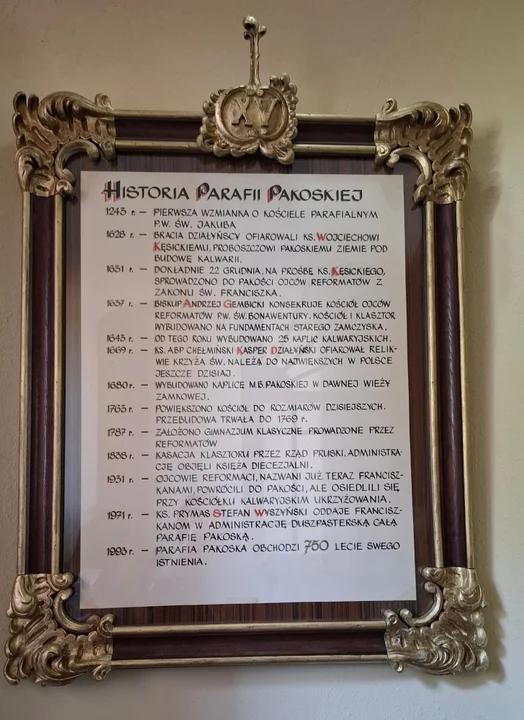 XV
HISTORIA PARAFII PAKOSKIEJ
1243 r. – PIERWSZA WZMIANKA O KOŚCIELE PARAFIALNYM
P.W. ŚW. JAKUBA
1628 r. – BRACIA DZIAŁYŃSCY OFIAROWALI KS. WOJCIECHOWI
KĘSICKIEMU, PROBOSZCZOWI PAKOSKIEMU ZIEMIE POD
BUDOWĘ KALWARII.
1631 r. – DOKŁADNIE 22 GRUDNIA, NA PROŚBĘ KS. KĘSICKIEGO,
SPROWADZONO DO PAKOŚCI OJCÓW REFORMATÓW Z
ZAKONU ŚW. FRANCISZKA.
1637 r. – BISKUP ANDRZEJ GEMBICKI KONSEKRUJE KOŚCIÓŁ OJCÓW
REFORMATÓW P.W. ŚW. BONAWENTURY. KOŚCIÓŁ I KLASZTOR
WYBUDOWANO NA FUNDAMENTACH STAREGO ZAMCZYSKA.
1643 r. – OD TEGO ROKU WYBUDOWANO 25 KAPLIC KALWARYJSKICH.
1669 r. – KS. ABP CHEŁMIŃSKI KASPER DZIAŁYŃSKI OFIAROWAŁ RELIK-
WIE KRZYŻA ŚW. NALEŻĄ DO NAJWIĘKSZYCH W POLSCE
JESZCZE DZISIAJ.
1680 r. – WYBUDOWANO KAPLICĘ M.B. PAKOSKIEJ W DAWNEJ WIEŻY
ZAMKOWEJ.
1763 r. – POWIĘKSZONO KOŚCIÓŁ DO ROZMIARÓW DZISIEJSZYCH.
PRZEBUDOWA TRWAŁA DO 1769 r.
1787 r. – ZAŁOŻONO GIMNAZJUM KLASYCZNE PROWADZONE PRZEZ
REFORMATÓW
1838 r. – KASACJA KLASZTORU PRZEZ RZĄD PRUSKI. ADMINISTRA-
CJĘ OBJĘLI KSIĘŻA DIECEZJALNI.
1931 r. – OJCOWIE REFORMACI, NAZWANI JUŻ TERAZ FRANCISZ-
KANAMI, POWRÓCILI DO PAKOŚCI, ALE OSIEDLILI SIĘ
PRZY KOŚCIÓŁKU KALWARYJSKIM UKRZYŻOWANIA.
1971 r. – KS. PRYMAS STEFAN WYSZYŃSKI ODDAJE FRANCISZ-
KANOM W ADMINISTRACJĘ DUSZPASTERSKĄ CAŁĄ
PARAFIĘ PAKOSKĄ.
1993 r. – PARAFIA PAKOSKA OBCHODZI 750 LECIE SWEGO
ISTNIENIA.